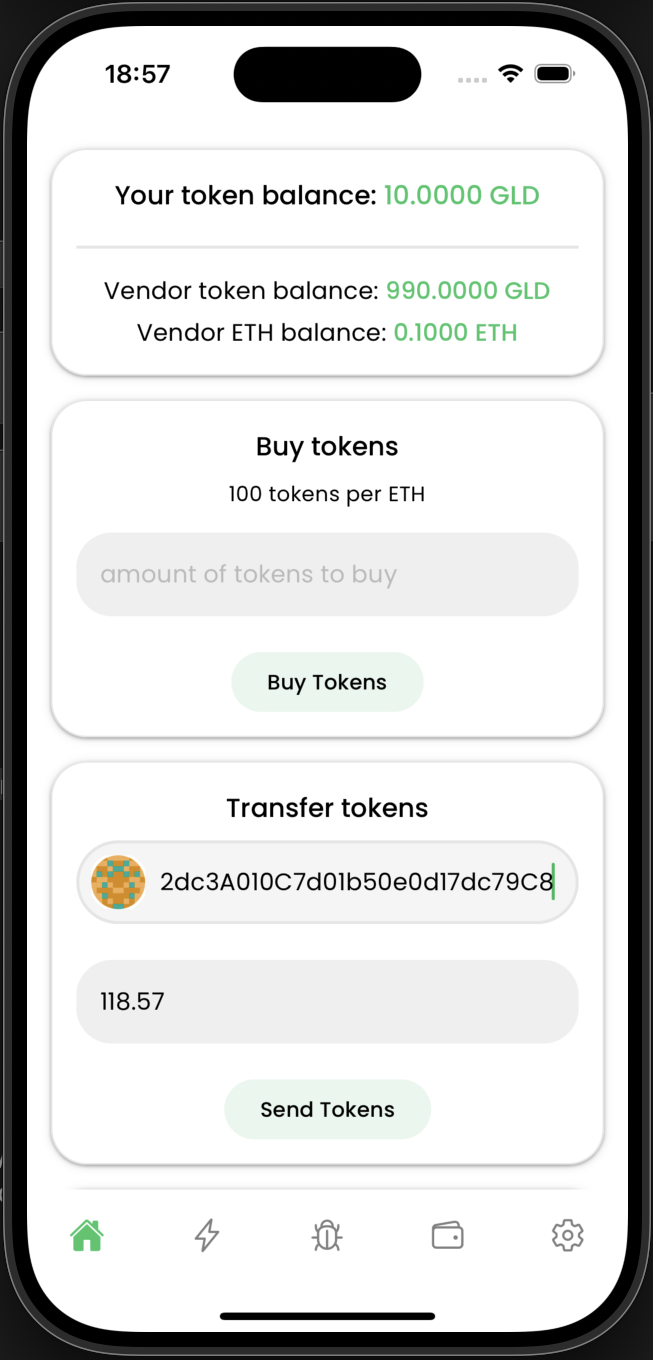 18:57
Your token balance: 10.0000 GLD
Vendor token balance: 990.0000 GLD
Vendor ETH balance: 0.1000 ETH
Buy tokens
100 tokens per ETH
amount of tokens to buy
Buy Tokens
Transfer tokens
2dc3A010C7d01b50e0d17dc79C8
118.57
Send Tokens